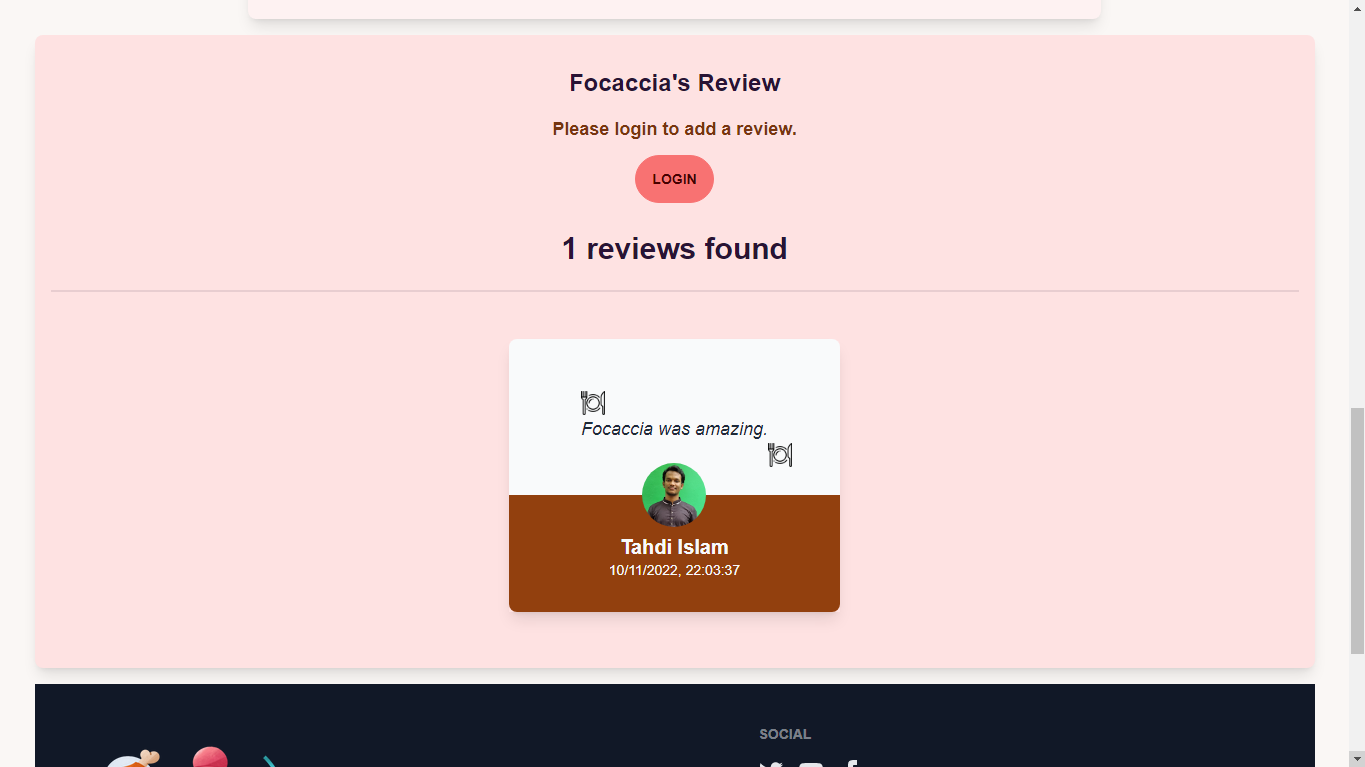 Focaccia's Review
Please login to add a review.
LOGIN
1 reviews found
Focaccia was amazing.
Tahdi Islam
10/11/2022, 22:03:37
SOCIAL